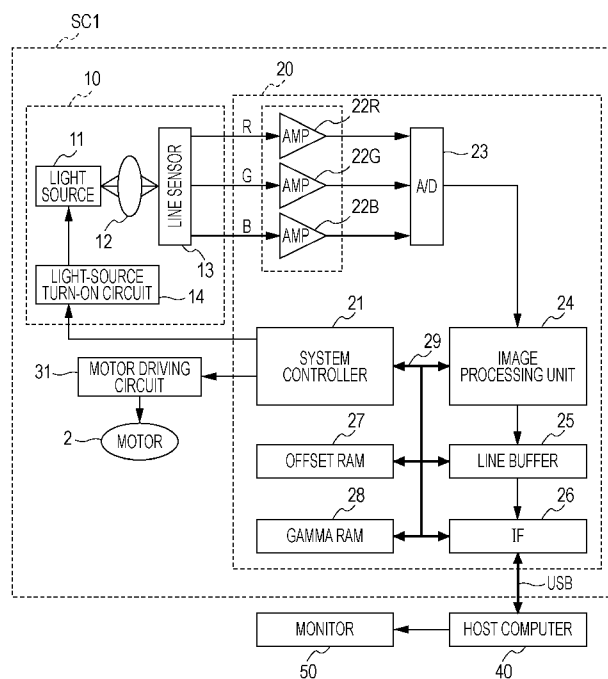 SC1
10
20
11
LIGHT
SOURCE
12
LINE SENSOR
13
LIGHT-SOURCE
TURN-ON CIRCUIT
14
R
G
B
AMP
22R
AMP
22G
AMP
22B
A/D
23
21
SYSTEM
CONTROLLER
29
24
IMAGE
PROCESSING UNIT
31
MOTOR DRIVING
CIRCUIT
2
MOTOR
27
OFFSET RAM
25
LINE BUFFER
28
GAMMA RAM
26
IF
USB
MONITOR
50
HOST COMPUTER
40